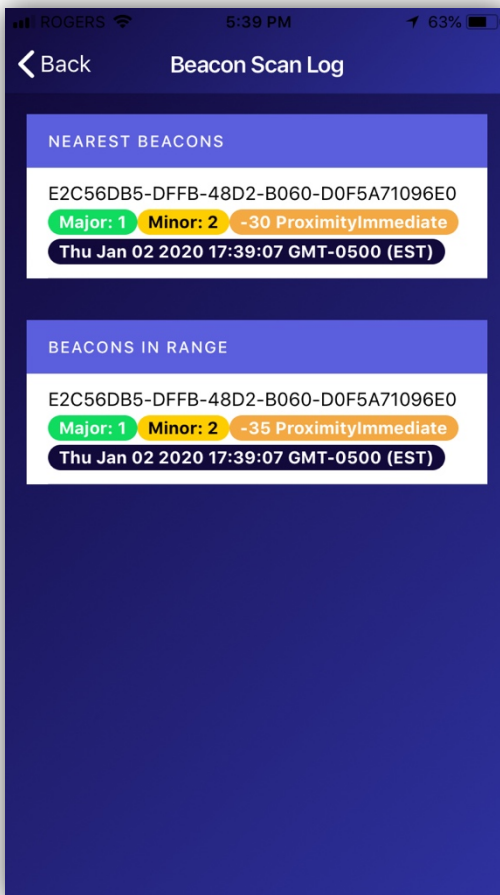 ROGERS 5:39 PM 63%
Back Beacon Scan Log
NEAREST BEACONS
E2C56DB5-DFFB-48D2-B060-D0F5A71096E0
Major: 1 Minor: 2 -30 ProximityImmediate
Thu Jan 02 2020 17:39:07 GMT-0500 (EST)
BEACONS IN RANGE
E2C56DB5-DFFB-48D2-B060-D0F5A71096E0
Major: 1 Minor: 2 -35 ProximityImmediate
Thu Jan 02 2020 17:39:07 GMT-0500 (EST)